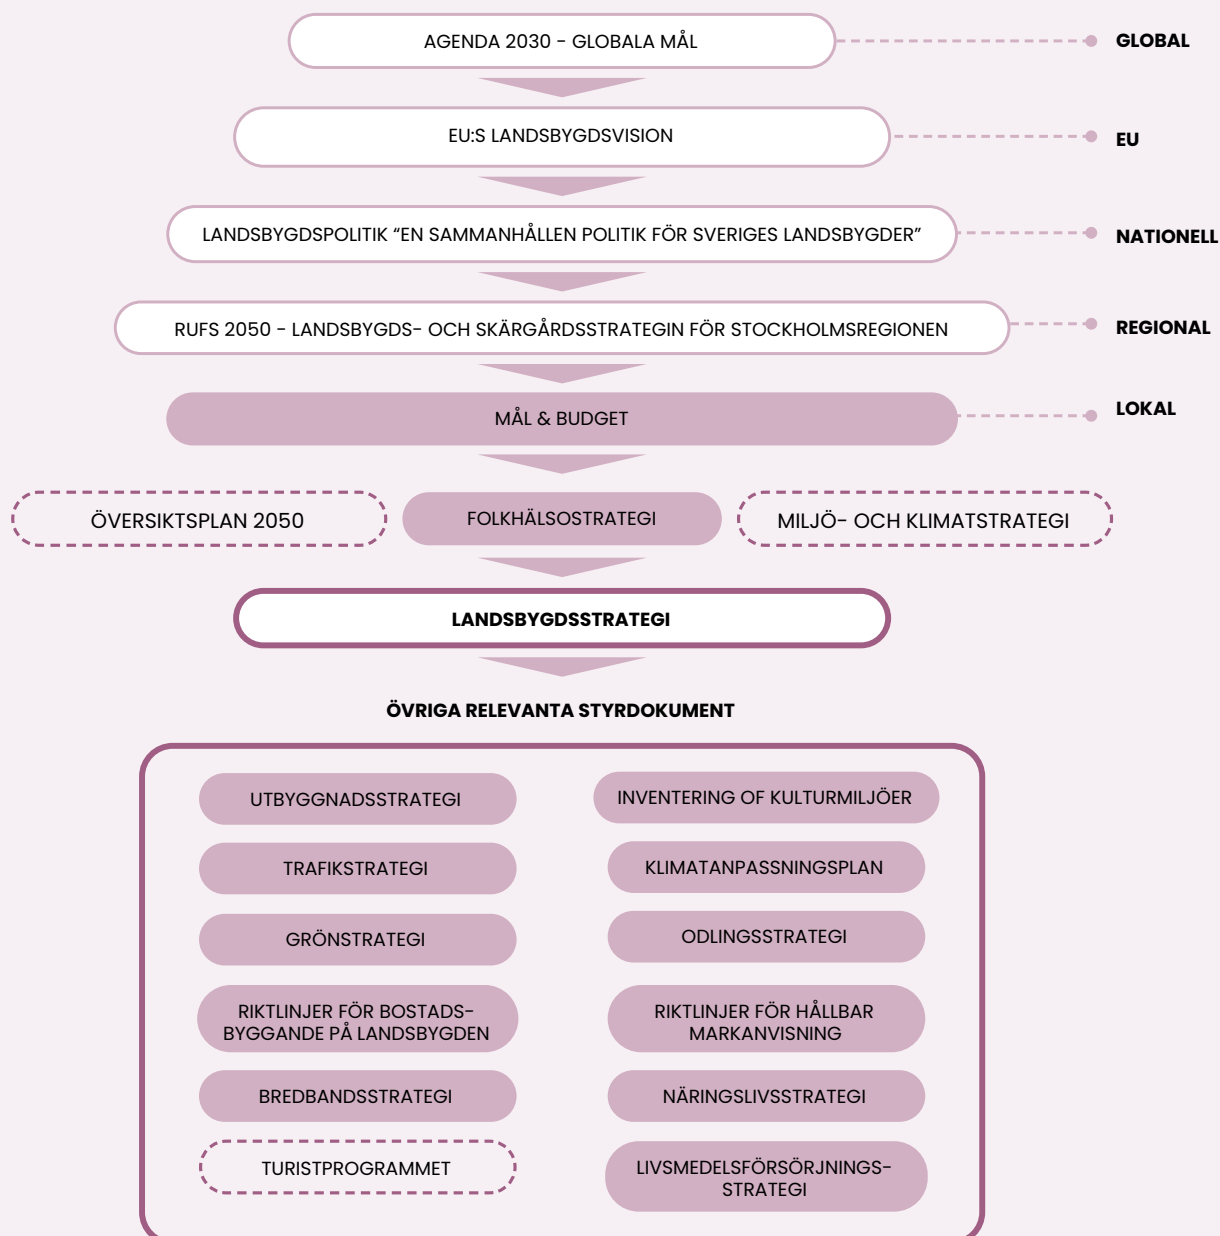 AGENDA 2030 - GLOBALA MÅL
GLOBAL
EU:S LANDSBYGDSVISION
EU
LANDSBYGDSPOLITIK “EN SAMMANHÅLLEN POLITIK FÖR SVERIGES LANDSBYGDER”
NATIONELL
RUFS 2050 - LANDSBYGDS- OCH SKÄRGÅRDSSTRATEGIN FÖR STOCKHOLMSREGIONEN
REGIONAL
MÅL & BUDGET
LOKAL
ÖVERSIKTSPLAN 2050
FOLKHÄLSOSTRATEGI
MILJÖ- OCH KLIMATSTRATEGI
LANDSBYGDSSTRATEGI
ÖVRIGA RELEVANTA STYRDOKUMENT
UTBYGGNADSSTRATEGI
INVENTERING OF KULTURMILJÖER
TRAFIKSTRATEGI
KLIMATANPASSNINGSPLAN
GRÖNSTRATEGI
ODLINGSSTRATEGI
RIKTLINJER FÖR BOSTADS-
BYGGANDE PÅ LANDSBYGDEN
RIKTLINJER FÖR HÅLLBAR
MARKANVISNING
BREDBANDSSTRATEGI
NÄRINGSLIVSSTRATEGI
TURISTPROGRAMMET
LIVSMEDELSFÖRSÖRJNINGS-
STRATEGI